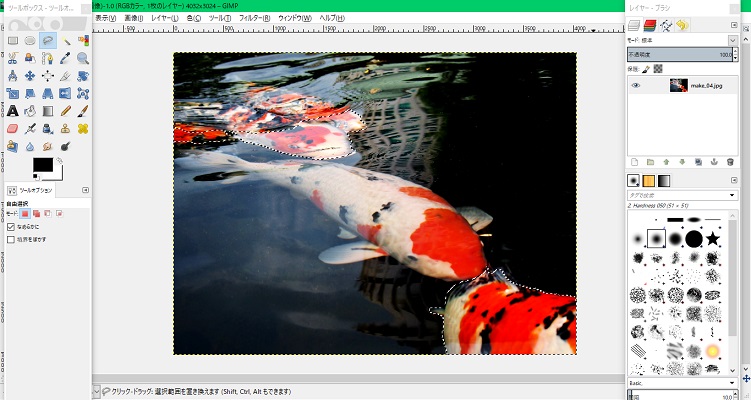 ツールボックス - ツールオ...
像)-1.0 (RGBカラー, 1枚のレイヤー) 4032x3024 – GIMP
レイヤー - ブラシ
表示(V) 画像(I) レイヤー(L) 色(C) ツール(T) フィルター(R) ウィンドウ(W) ヘルプ(H)
モード: 標準
不透明度 100.0
保護:
make_04.jpg
ツールオプション
自由選択
モード:
なめらかに
境界をぼかす
タグで検索
2. Hardness 050 (51 × 51)
Basic
間隔 10.0
クリック-ドラッグ: 選択範囲を置き換えます (Shift, Ctrl, Alt もできます)